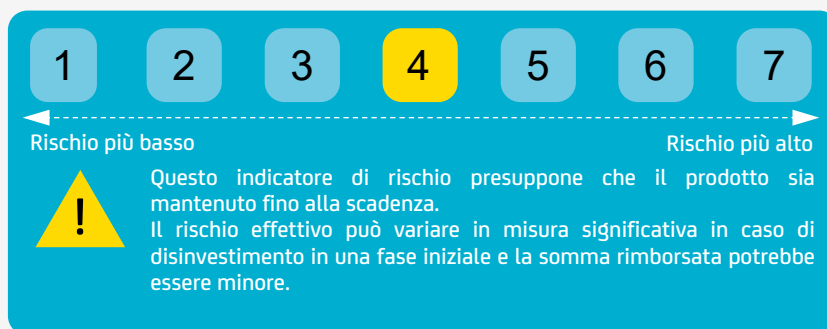 1 2 3 4 5 6 7
Rischio più basso Rischio più alto
! Questo indicatore di rischio presuppone che il prodotto sia
mantenuto fino alla scadenza.
Il rischio effettivo può variare in misura significativa in caso di
disinvestimento in una fase iniziale e la somma rimborsata potrebbe
essere minore.